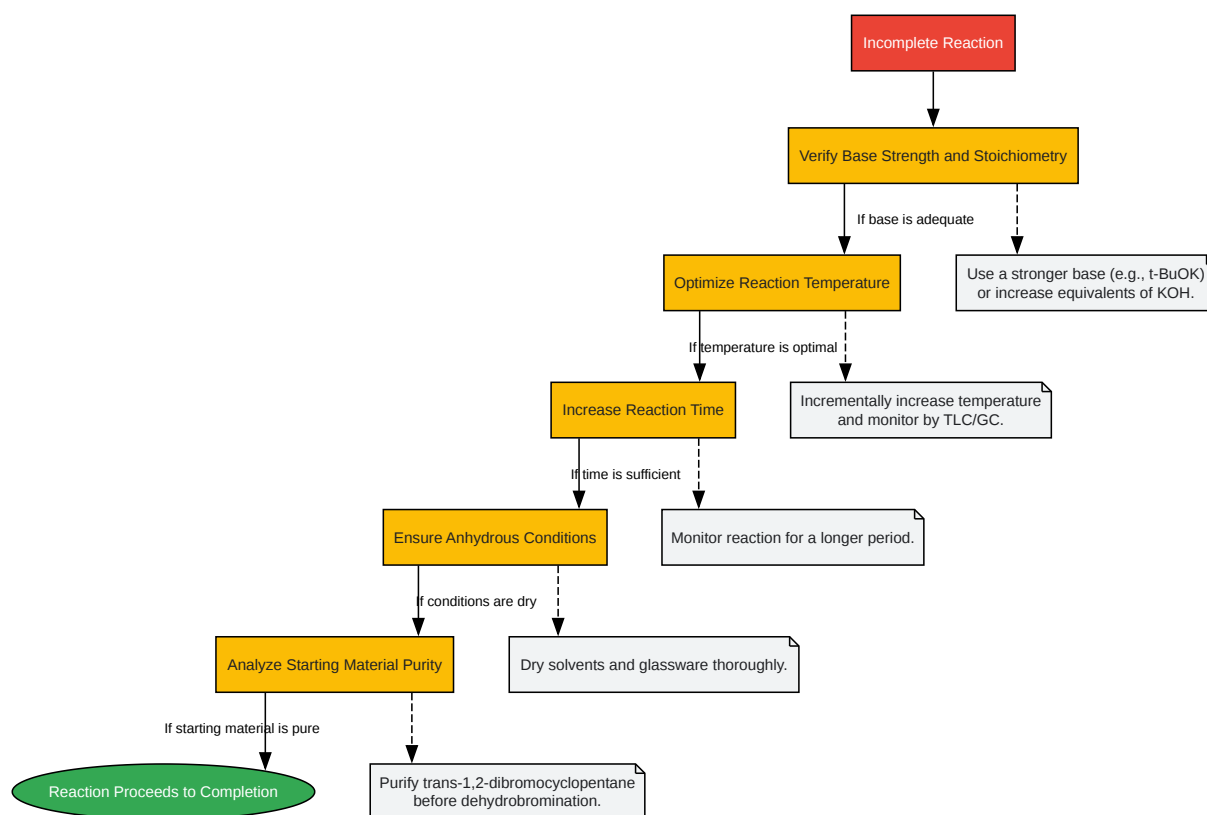 Incomplete Reaction
Verify Base Strength and Stoichiometry
If base is adequate
Optimize Reaction Temperature
Use a stronger base (e.g., t-BuOK)
or increase equivalents of KOH.
If temperature is optimal
Increase Reaction Time
Incrementally increase temperature
and monitor by TLC/GC.
If time is sufficient
Ensure Anhydrous Conditions
Monitor reaction for a longer period.
If conditions are dry
Analyze Starting Material Purity
Dry solvents and glassware thoroughly.
If starting material is pure
Reaction Proceeds to Completion
Purify trans-1,2-dibromocyclopentane
before dehydrobromination.